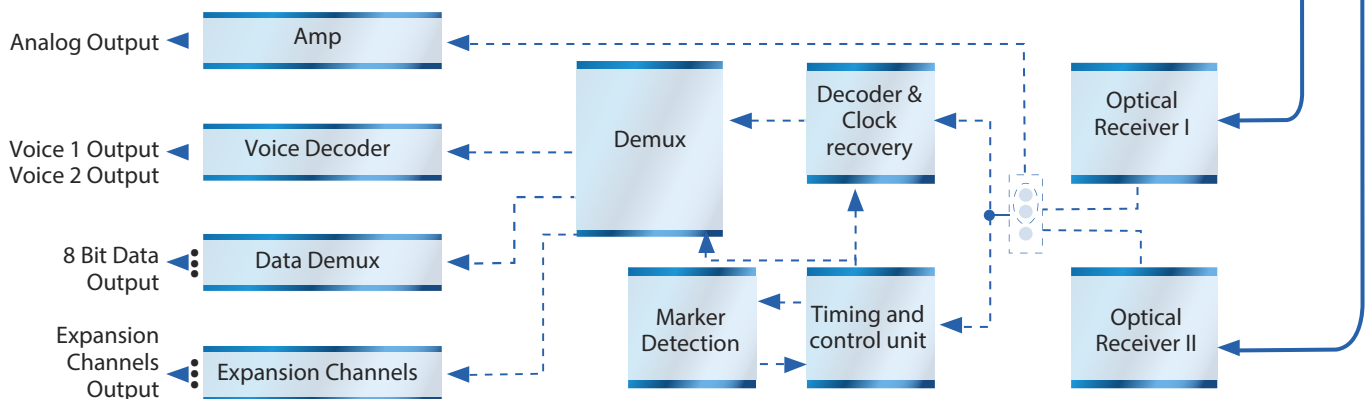 Analog Output
Amp
Voice 1 Output
Voice 2 Output
Voice Decoder
8 Bit Data
Output
Data Demux
Expansion
Channels
Output
Expansion Channels
Demux
Decoder &
Clock
recovery
Marker
Detection
Timing and
control unit
Optical
Receiver I
Optical
Receiver II